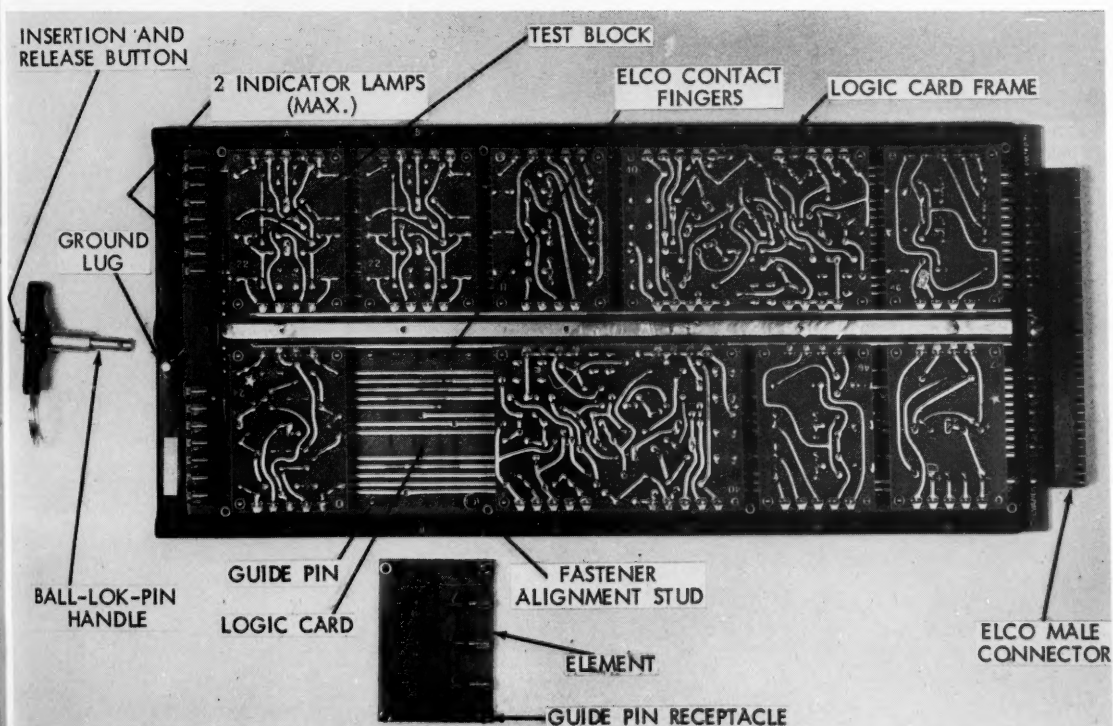 INSERTION AND
RELEASE BUTTON
2 INDICATOR LAMPS
(MAX.)
TEST BLOCK
ELCO CONTACT
FINGERS
LOGIC CARD FRAME
GROUND
LUG
BALL-LOK-PIN
HANDLE
GUIDE PIN
LOGIC CARD
FASTENER
ALIGNMENT STUD
ELEMENT
GUIDE PIN RECEPTACLE
ELCO MALE
CONNECTOR